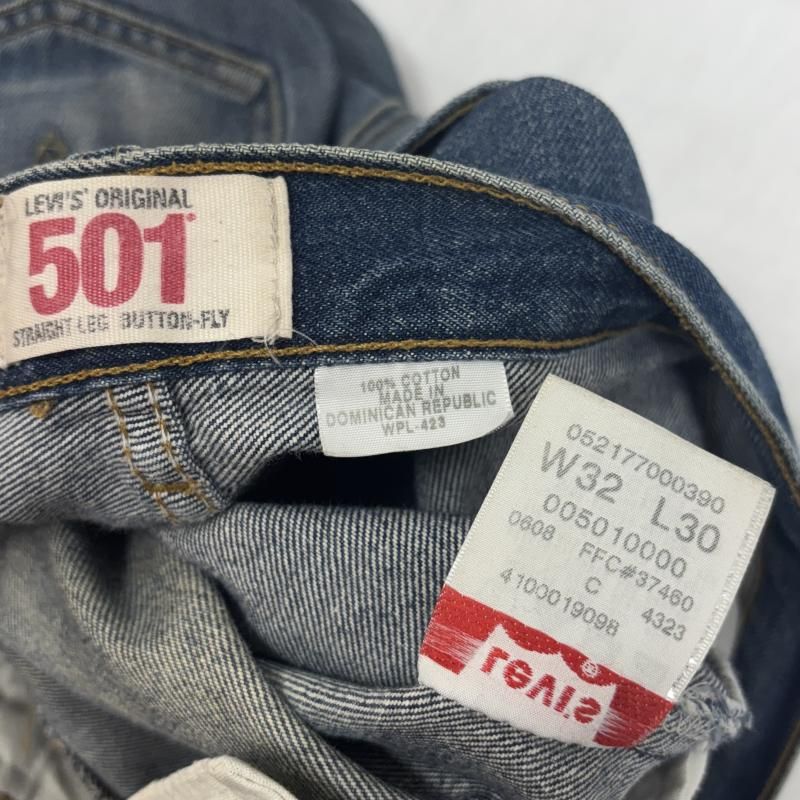 LEVI'S® ORIGINAL
501®
STRAIGHT LEG BUTTON-FLY
100% COTTON
MADE IN
DOMINICAN REPUBLIC
WPL-423
052177000390
W32 L30
005010000
0608 FFC#37460
C 4323
4100019098
Levi's®